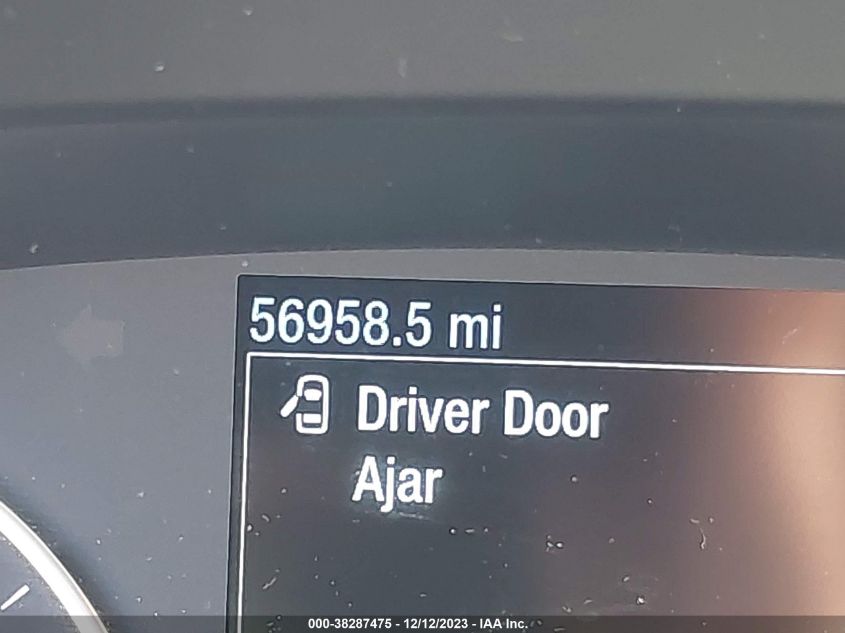 56958.5 mi
Driver Door
Ajar
000-38287475 - 12/12/2023 - IAA Inc.